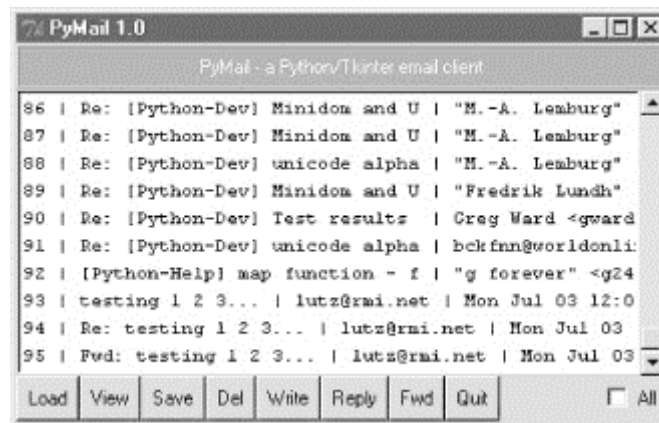 PyMail 1.0
PyMail - a Python/Tkinter email client
86 | Re: [Python-Dev] Minidom and U | "M.-A. Lemburg"
87 | Re: [Python-Dev] Minidom and U | "M.-A. Lemburg"
88 | Re: [Python-Dev] unicode alpha | "M.-A. Lemburg"
89 | Re: [Python-Dev] Minidom and U | "Fredrik Lundh"
90 | Re: [Python-Dev] Test results | Greg Ward <gward
91 | Re: [Python-Dev] unicode alpha | bckfnn@worldonli
92 | [Python-Help] map function - f | "g forever" <g24
93 | testing 1 2 3... | lutz@rmi.net | Mon Jul 03 12:0
94 | Re: testing 1 2 3... | lutz@rmi.net | Mon Jul 03
95 | Fwd: testing 1 2 3... | lutz@rmi.net | Mon Jul 03
Load View Save Del Write Reply Fwd Quit All